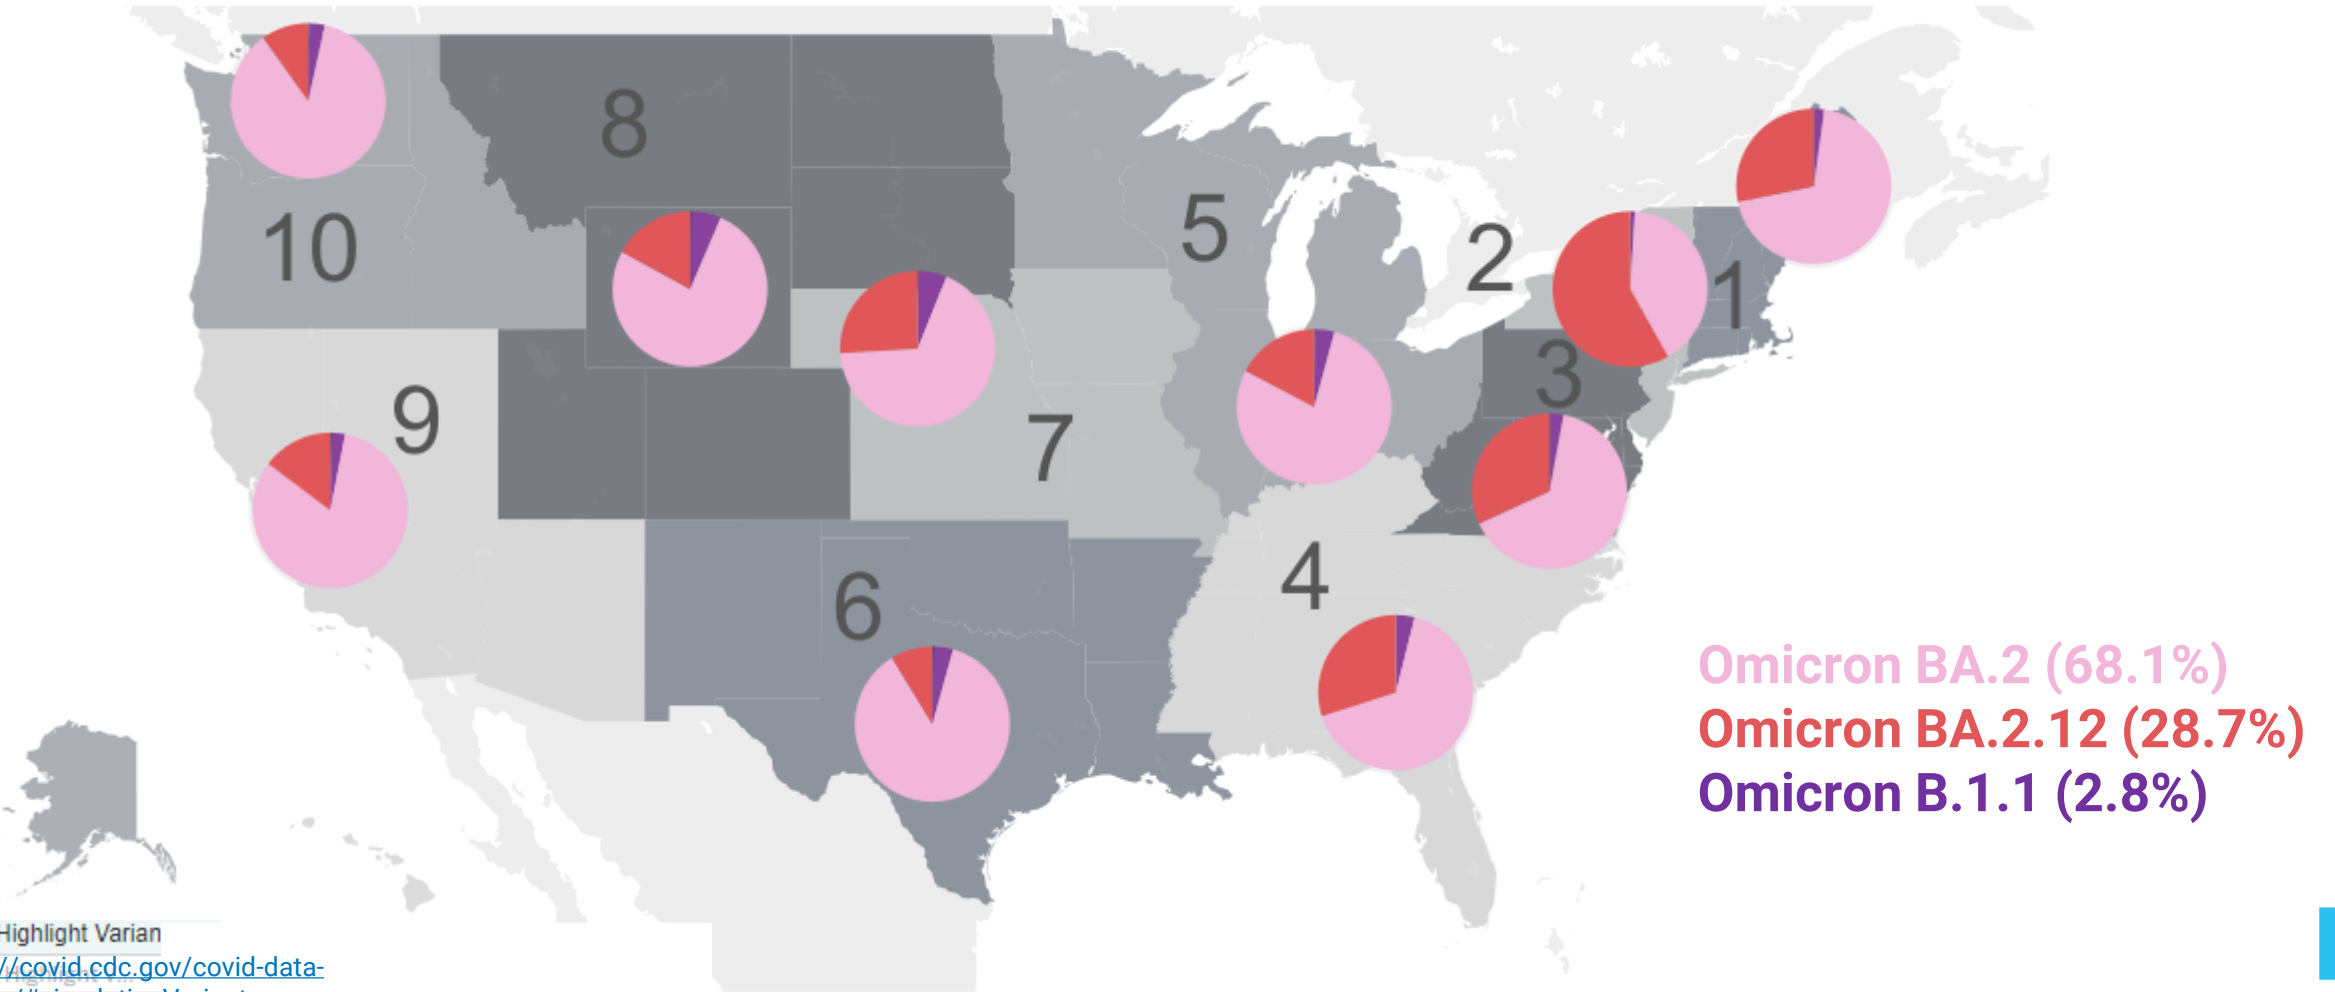 8
10
5
2
1
3
9
7
6
4
Omicron BA.2 (68.1%)
Omicron BA.2.12 (28.7%)
Omicron B.1.1 (2.8%)
Highlight Varian
//covid.cdc.gov/covid-data-